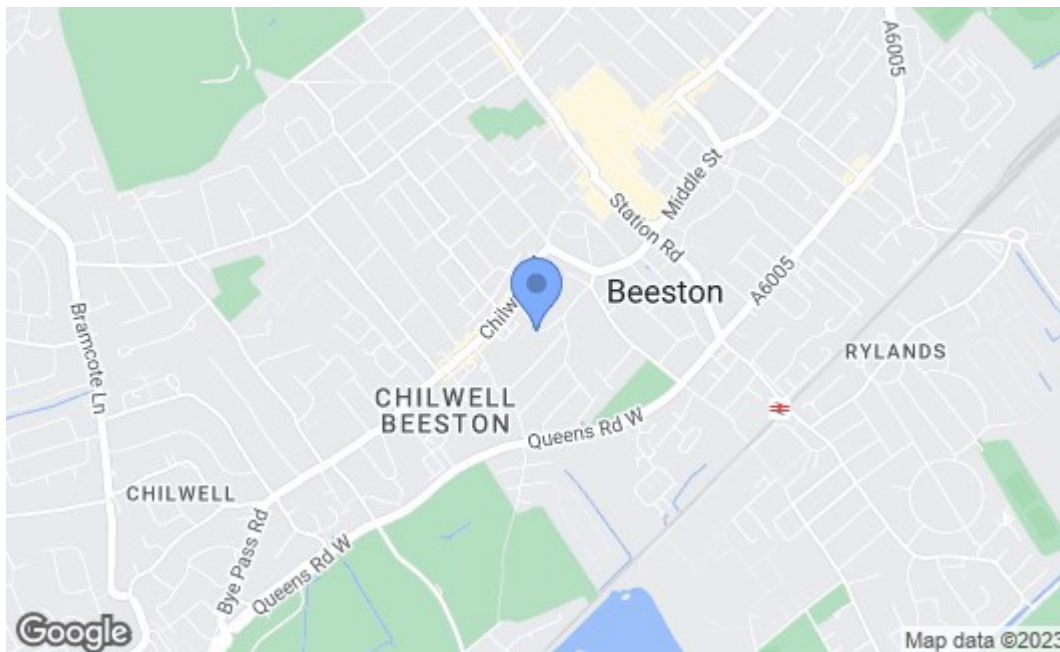 A6005
Middle St
Station Rd
Beeston
A6005
Chilw
RYLANDS
Bramcote Ln
CHILWELL
BEESTON
Queens Rd W
CHILWELL
Bye Pass Rd
Queens Rd W
Google
Map data ©2023